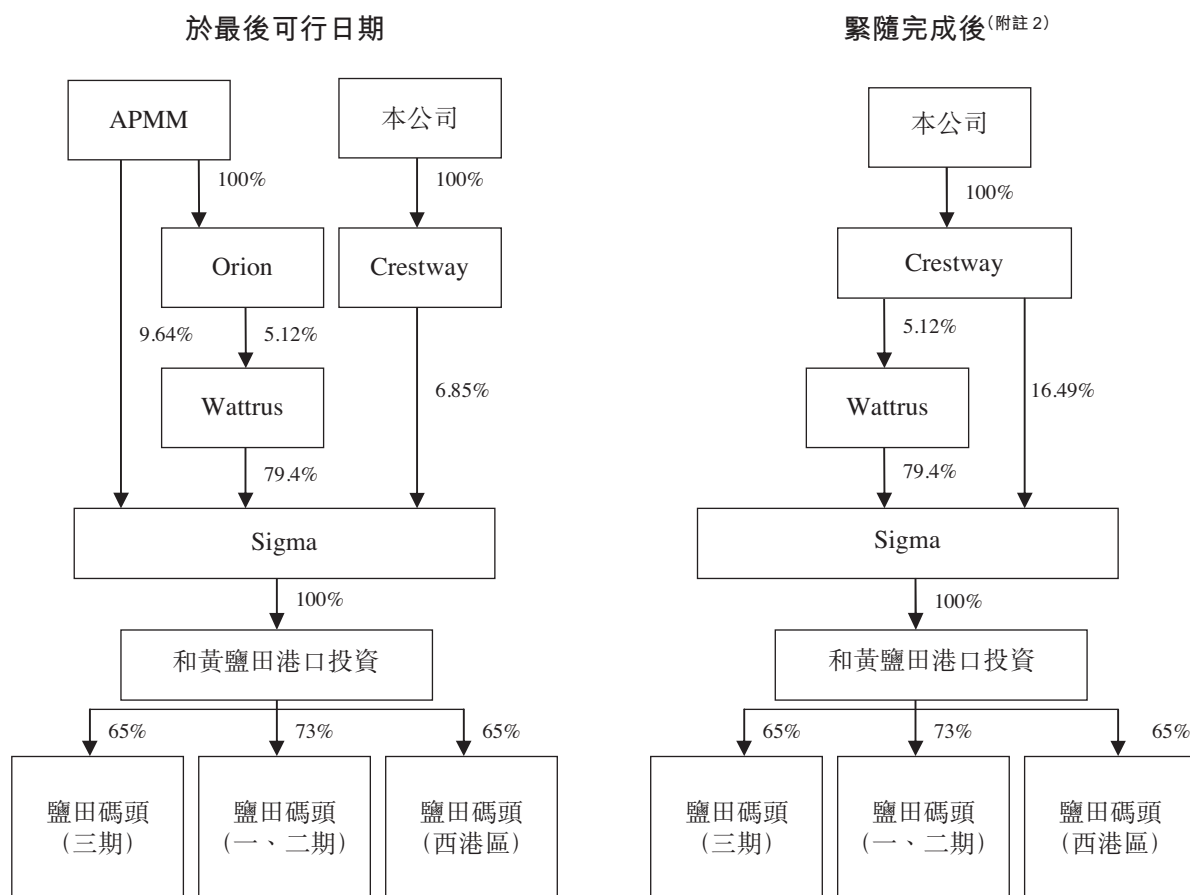 於最後可行日期
APMM
本公司
100%
100%
Orion
Crestway
9.64%
5.12%
6.85%
Wattrus
79.4%
Sigma
100%
和黃鹽田港口投資
65%
73%
65%
鹽田碼頭
(三期)
鹽田碼頭
(一、二期)
鹽田碼頭
(西港區)
緊隨完成後(附註2)
本公司
100%
Crestway
5.12%
16.49%
Wattrus
79.4%
Sigma
100%
和黃鹽田港口投資
65%
73%
65%
鹽田碼頭
(三期)
鹽田碼頭
(一、二期)
鹽田碼頭
(西港區)